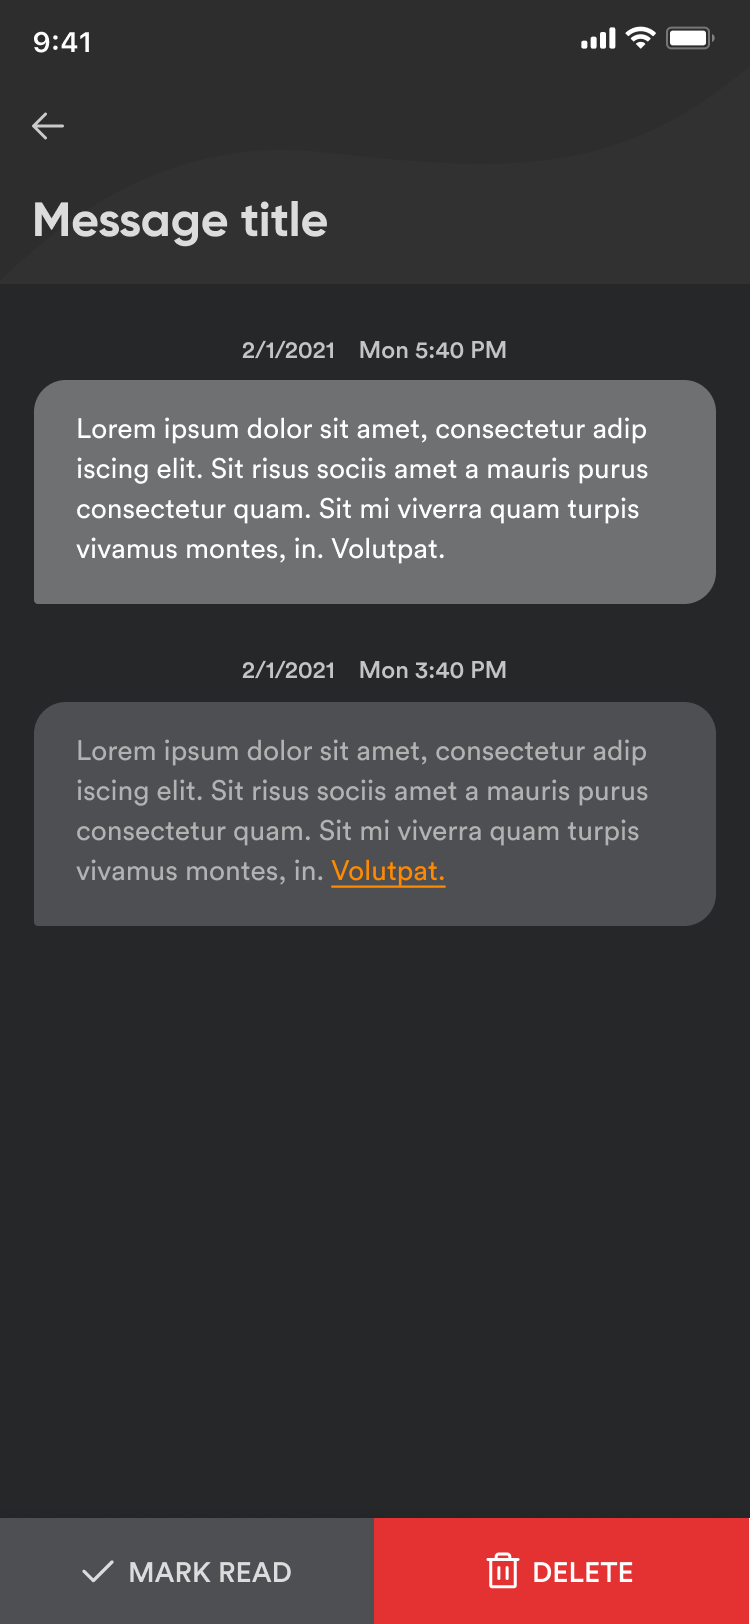 9:41
Message title
2/1/2021 Mon 5:40 PM
Lorem ipsum dolor sit amet, consectetur adip
iscing elit. Sit risus sociis amet a mauris purus
consectetur quam. Sit mi viverra quam turpis
vivamus montes, in. Volutpat.
2/1/2021 Mon 3:40 PM
Lorem ipsum dolor sit amet, consectetur adip
iscing elit. Sit risus sociis amet a mauris purus
consectetur quam. Sit mi viverra quam turpis
vivamus montes, in. Volutpat.
MARK READ DELETE